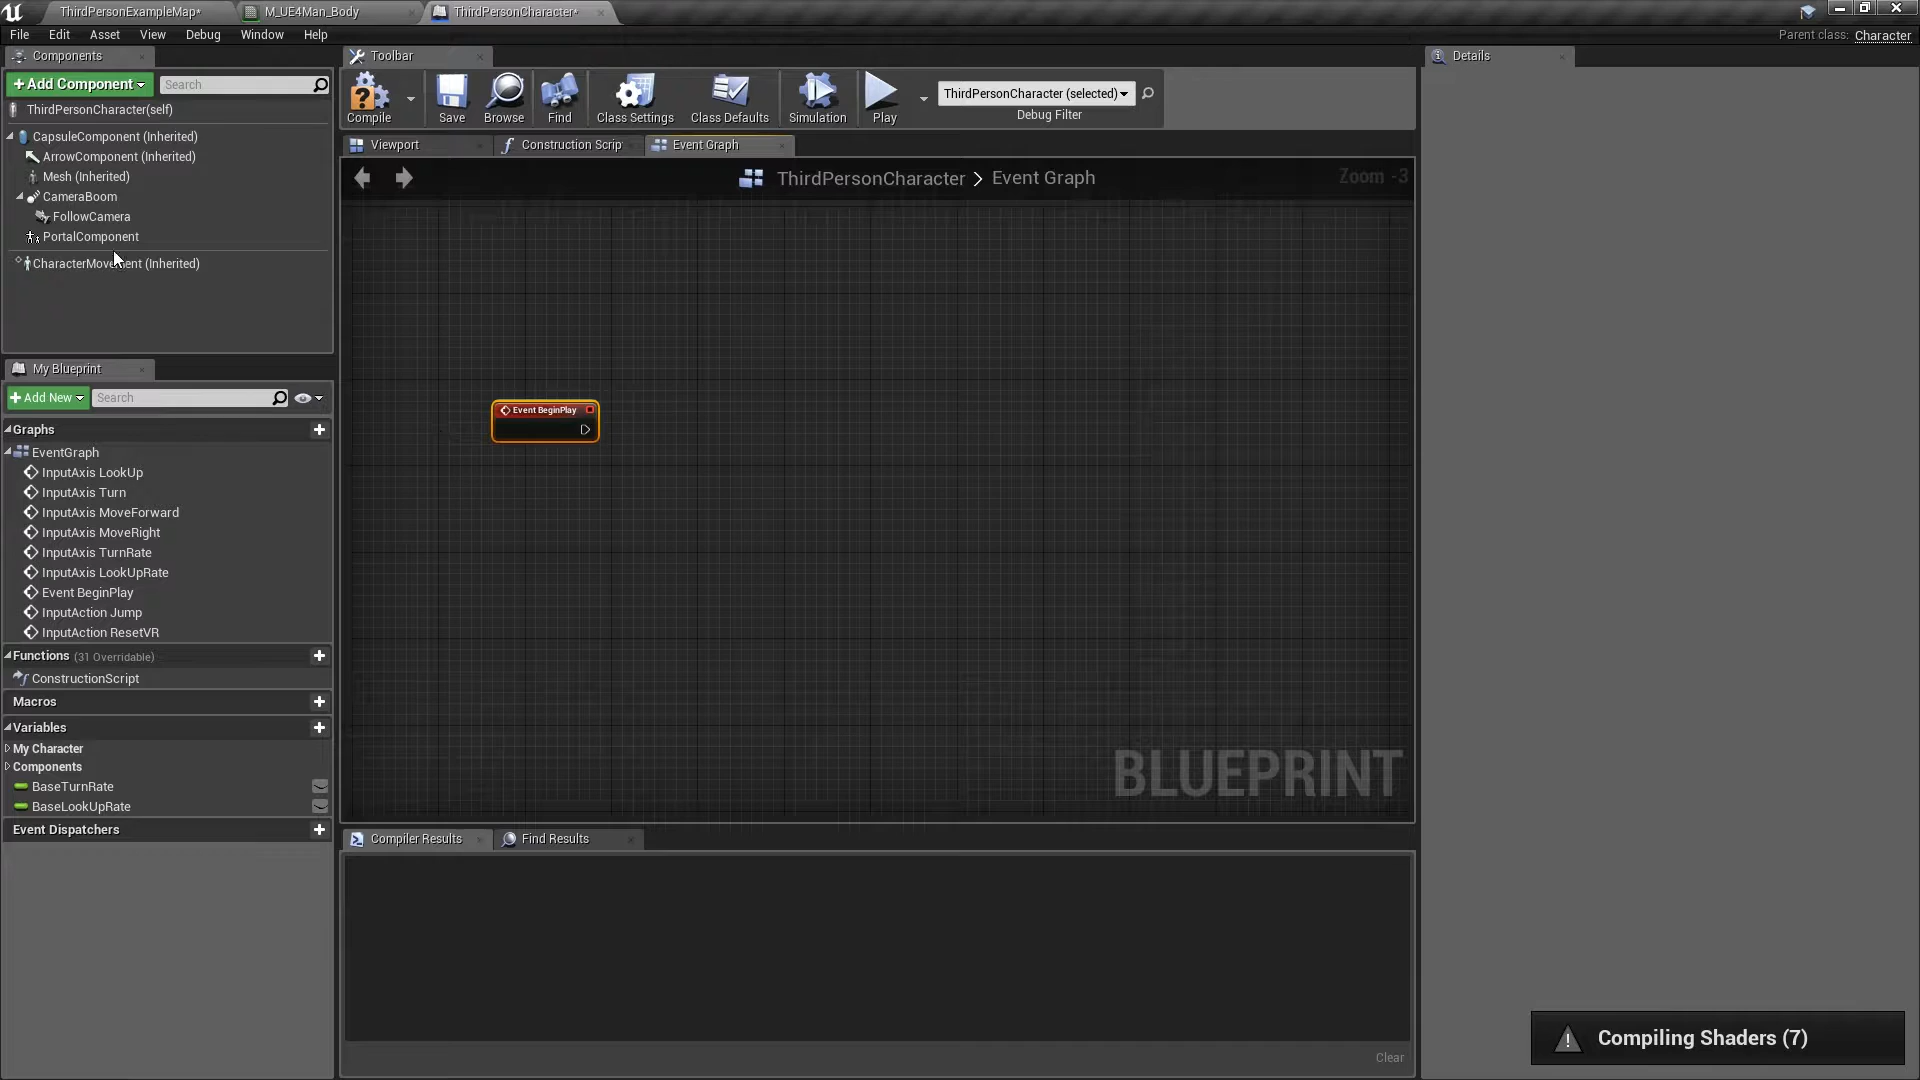 ThirdPersonExampleMap*
M_UE4Man_Body
ThirdPersonCharacter*
File Edit Asset View Debug Window Help
Parent class: Character
Components
Toolbar
Details
+Add Component
Search
ThirdPersonCharacter(self)
CapsuleComponent (Inherited)
ArrowComponent (Inherited)
Mesh (Inherited)
CameraBoom
FollowCamera
PortalComponent
CharacterMovement (Inherited)
Compile
Save
Browse
Find
Class Settings
Class Defaults
Simulation
Play
ThirdPersonCharacter (selected)
Debug Filter
Viewport
Construction Scrip
Event Graph
ThirdPersonCharacter > Event Graph
Zoom -3
Event BeginPlay
BLUEPRINT
My Blueprint
+Add New
Search
Graphs
EventGraph
InputAxis LookUp
InputAxis Turn
InputAxis MoveForward
InputAxis MoveRight
InputAxis TurnRate
InputAxis LookUpRate
Event BeginPlay
InputAction Jump
InputAction ResetVR
Functions (31 Overridable)
ConstructionScript
Macros
Variables
My Character
Components
BaseTurnRate
BaseLookUpRate
Event Dispatchers
Compiler Results
Find Results
Clear
Compiling Shaders (7)